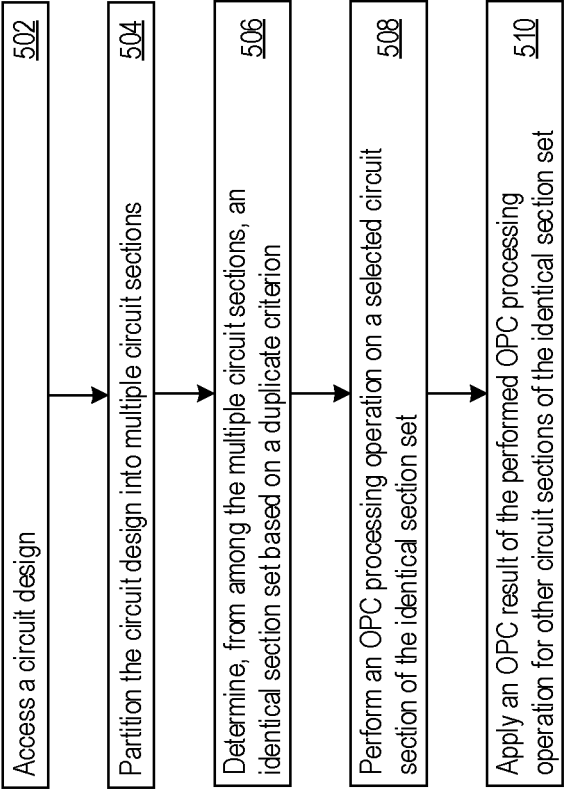 Access a circuit design 502
Partition the circuit design into multiple circuit sections 504
Determine, from among the multiple circuit sections, an 506
identical section set based on a duplicate criterion
Perform an OPC processing operation on a selected circuit 508
section of the identical section set
Apply an OPC result of the performed OPC processing 510
operation for other circuit sections of the identical section set